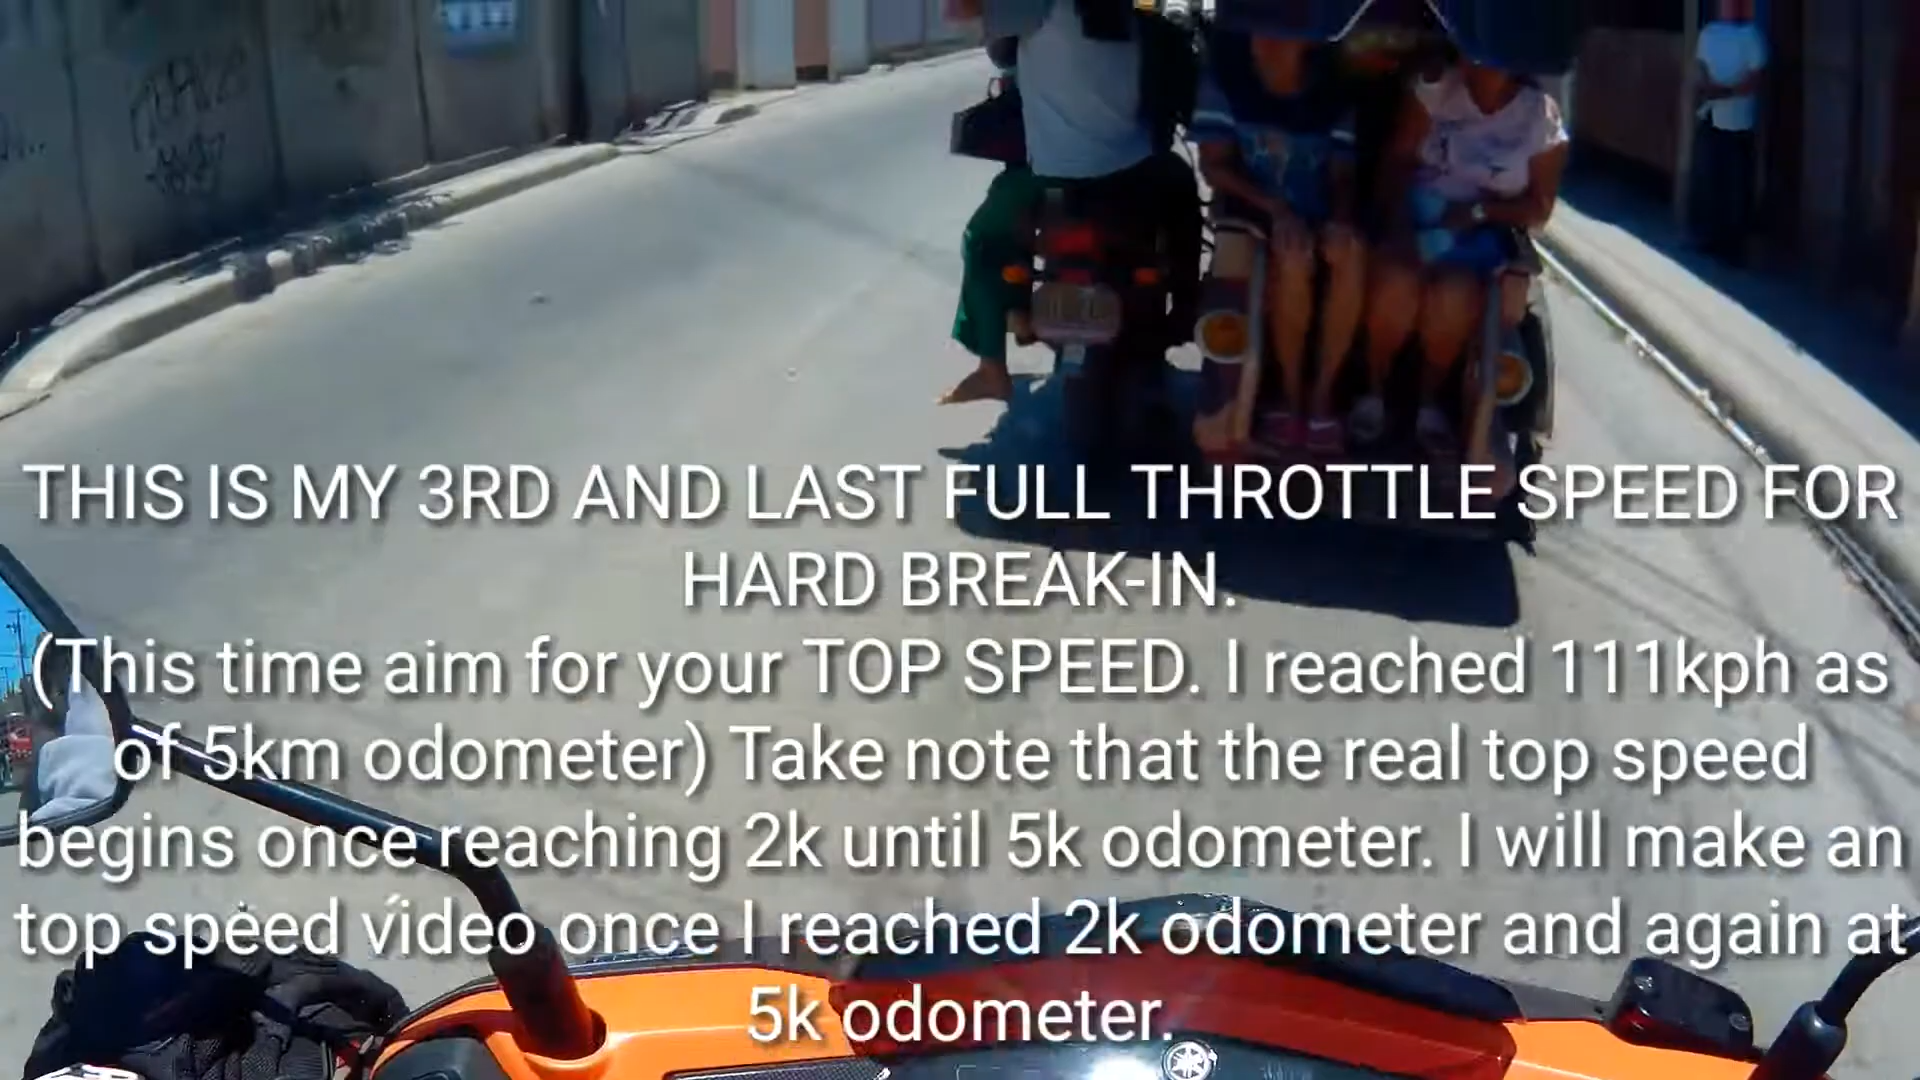 THIS IS MY 3RD AND LAST FULL THROTTLE SPEED FOR
HARD BREAK-IN.
(This time aim for your TOP SPEED. I reached 111kph as
of 5km odometer) Take note that the real top speed
begins once reaching 2k until 5k odometer. I will make an
top speed video once I reached 2k odometer and again at
5k odometer.